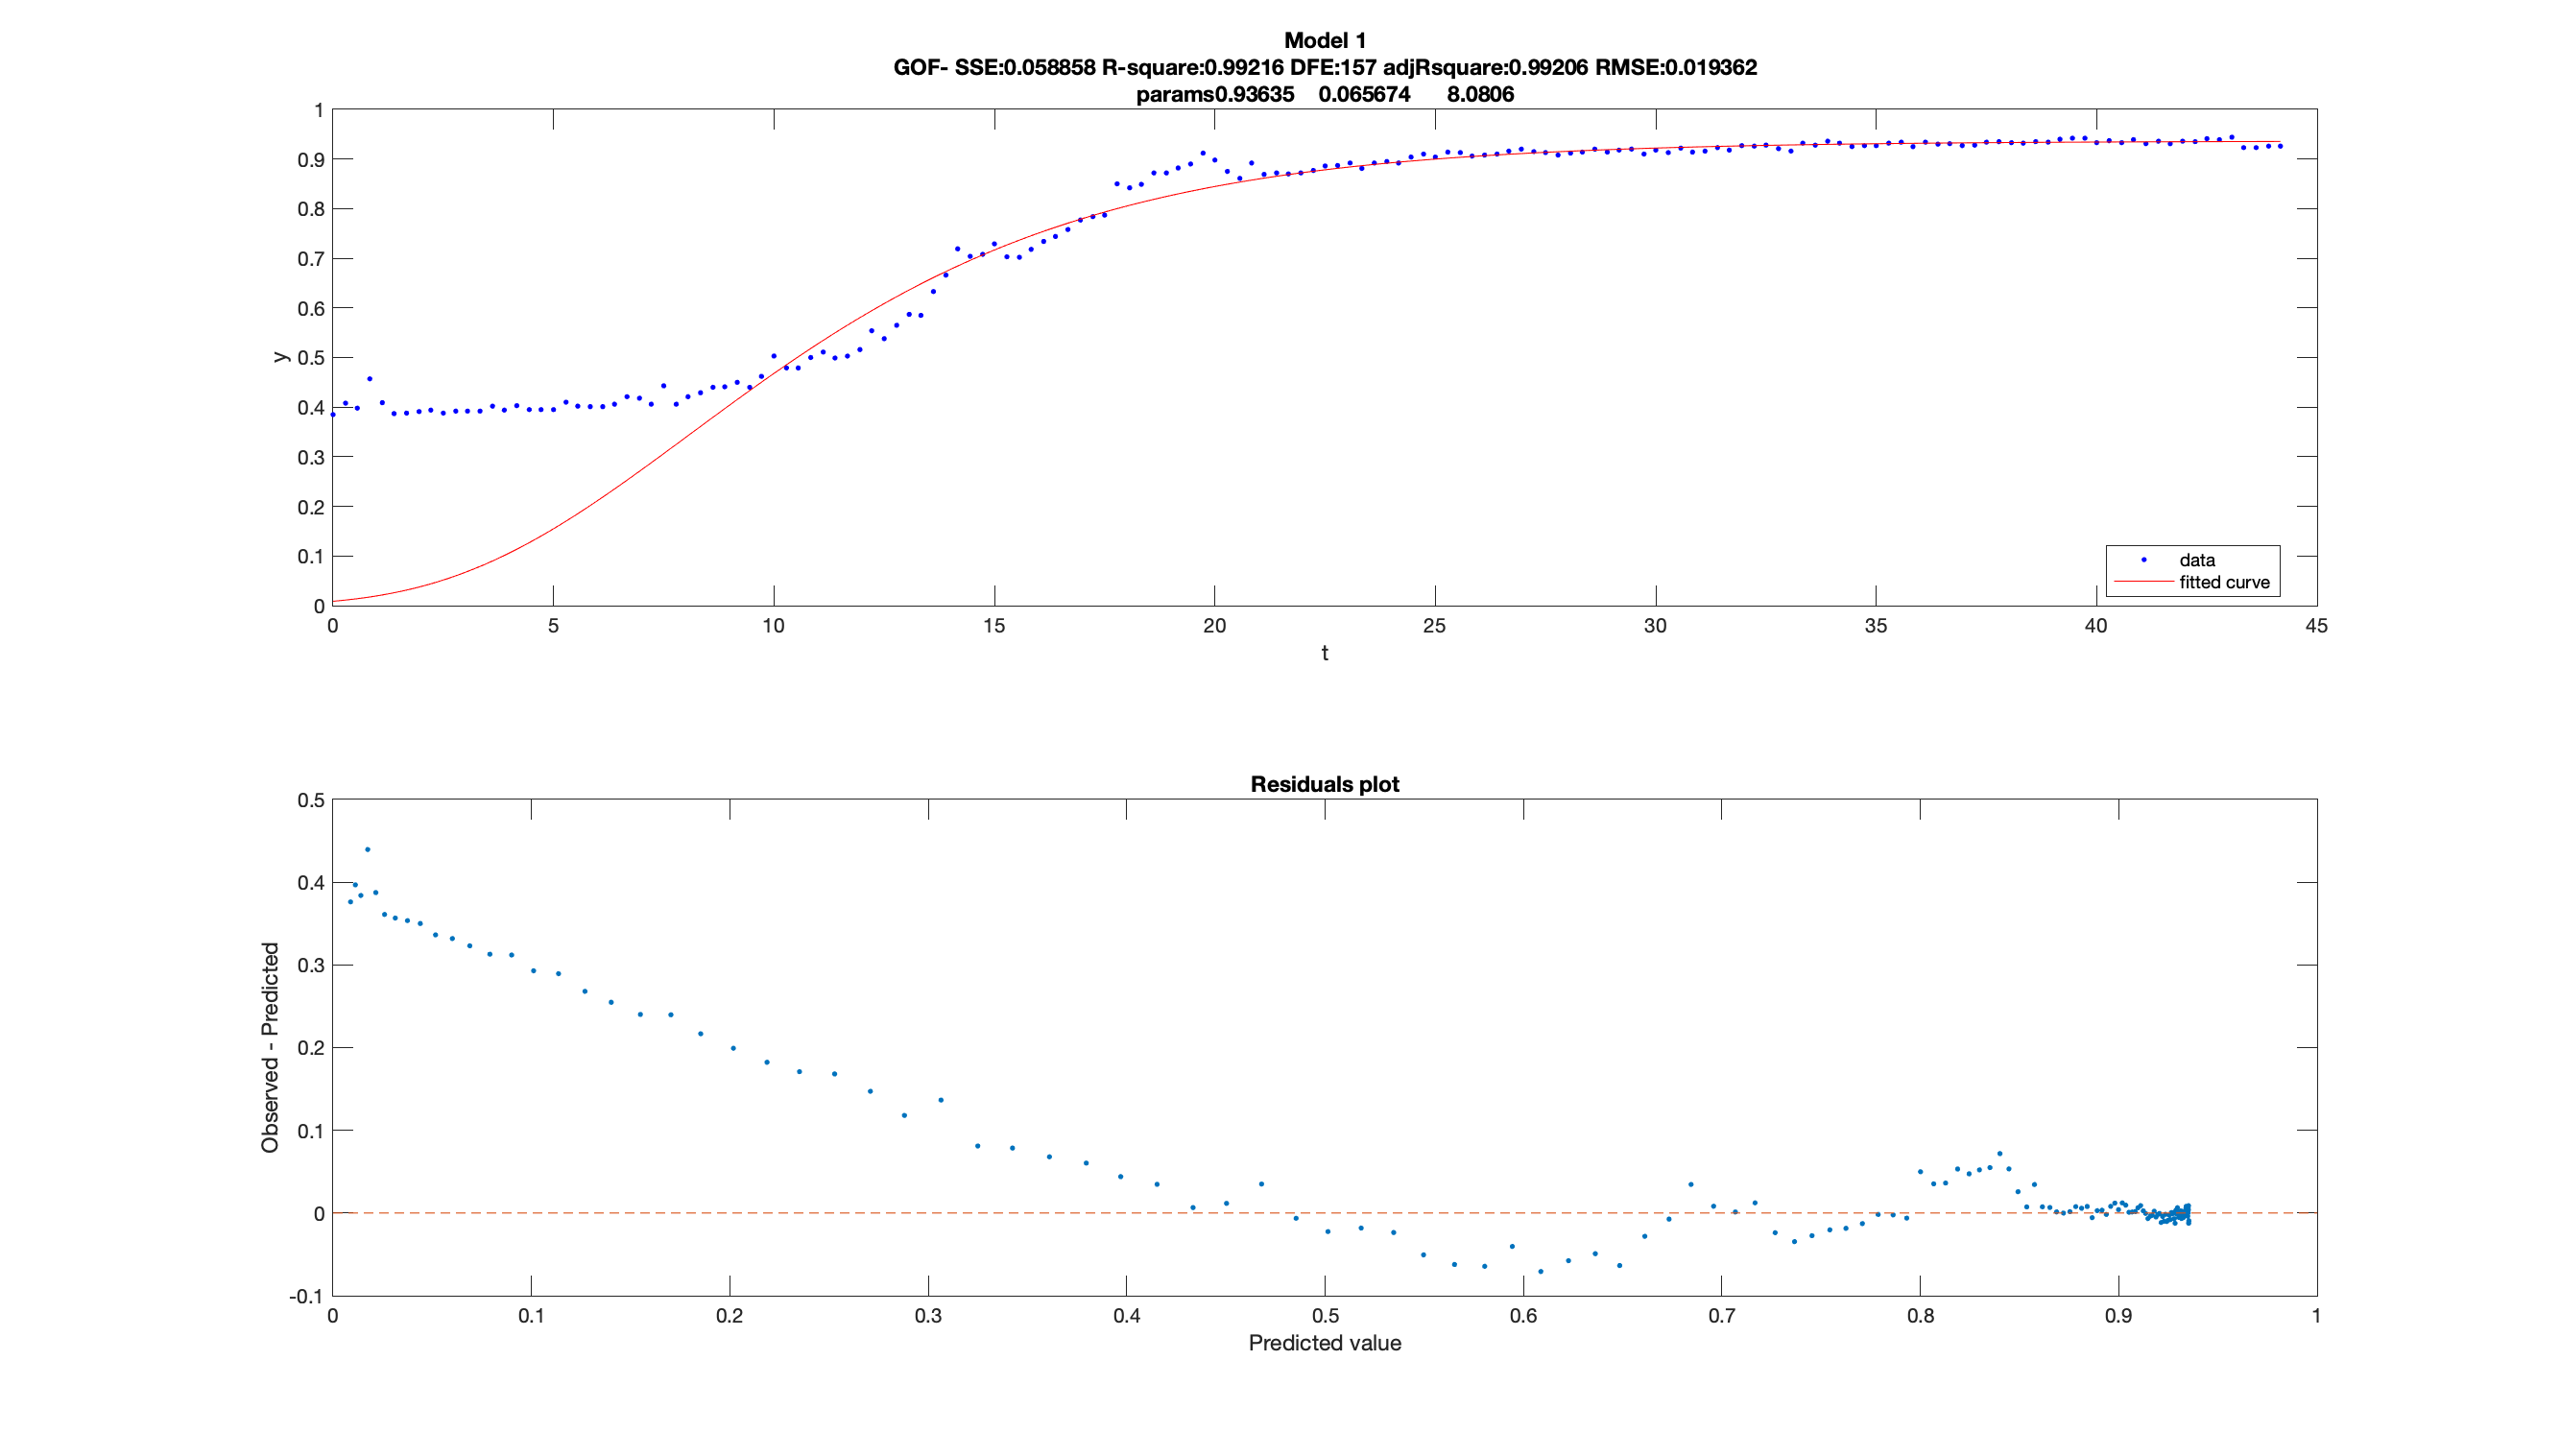 Model 1
GOF- SSE:0.058858 R-square:0.99216 DFE:157 adjRsquare:0.99206 RMSE:0.019362
params0.93635 0.065674 8.0806
1
0.9
0.8
0.7
0.6
0.5
0.4
0.3
0.2
0.1
0
y
0 5 10 15 20 25 30 35 40 45
t
data
fitted curve
Residuals plot
0.5
0.4
0.3
0.2
0.1
0
-0.1
Observed - Predicted
0 0.1 0.2 0.3 0.4 0.5 0.6 0.7 0.8 0.9 1
Predicted value